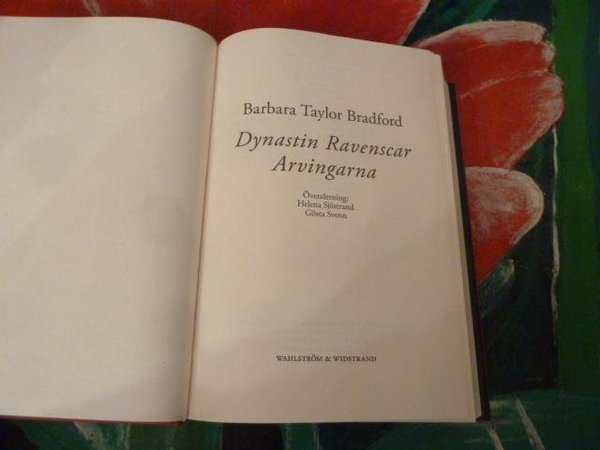 Barbara Taylor Bradford
Dynastin Ravenscar
Arvingarna
Översättning:
Helena Sjöstrand
Gösta Svenn
WAHLSTRÖM & WIDSTRAND